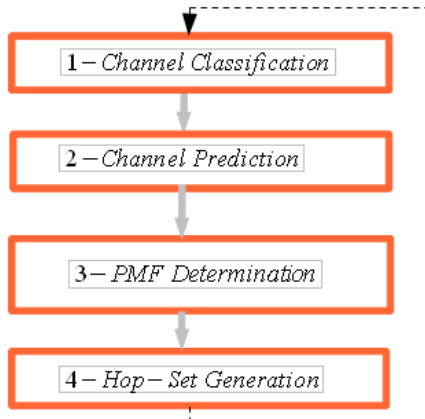 1 – Channel Classification
2 – Channel Prediction
3 – PMF Determination
4 – Hop – Set Generation